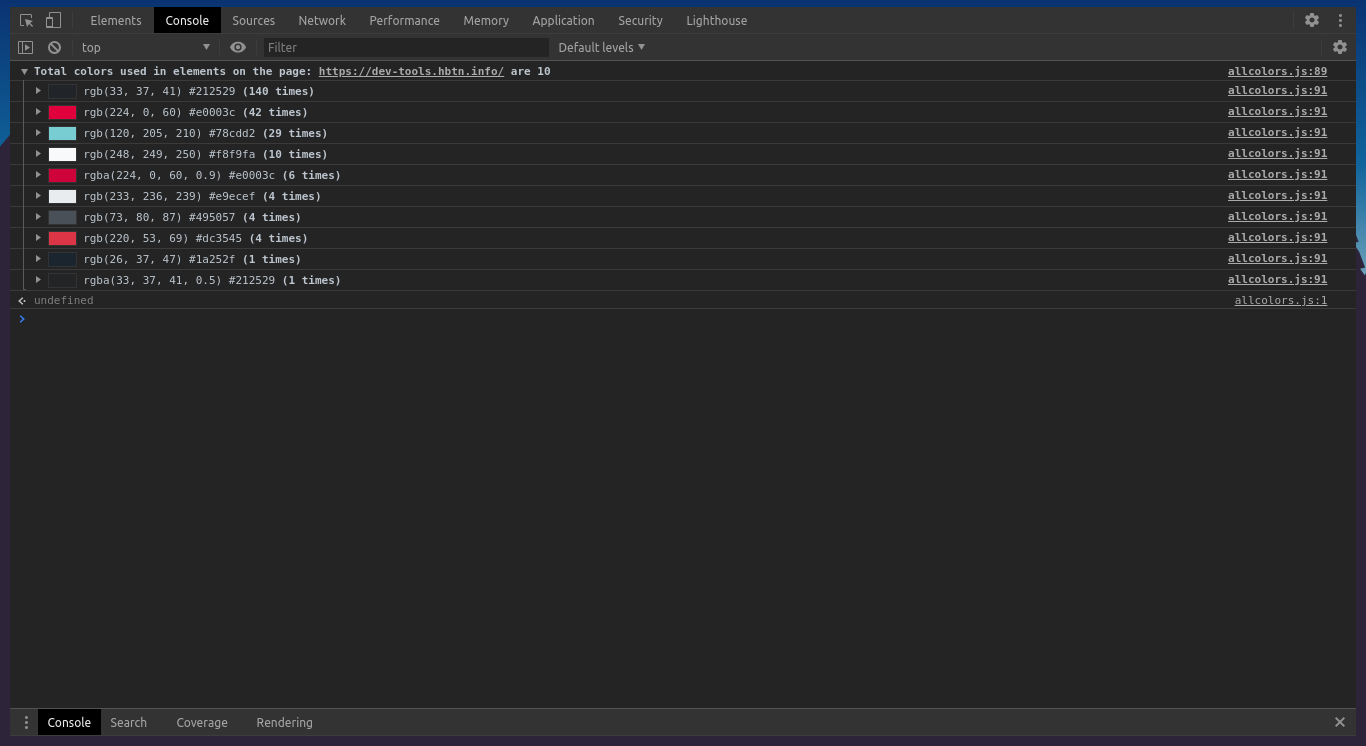 Elements Console Sources Network Performance Memory Application Security Lighthouse
top Filter Default levels
Total colors used in elements on the page: https://dev-tools.hbtn.info/ are 10 allcolors.js:89
rgb(33, 37, 41) #212529 (140 times) allcolors.js:91
rgb(224, 0, 60) #e0003c (42 times) allcolors.js:91
rgb(120, 205, 210) #78cdd2 (29 times) allcolors.js:91
rgb(248, 249, 250) #f8f9fa (10 times) allcolors.js:91
rgba(224, 0, 60, 0.9) #e0003c (6 times) allcolors.js:91
rgb(233, 236, 239) #e9ecef (4 times) allcolors.js:91
rgb(73, 80, 87) #495057 (4 times) allcolors.js:91
rgb(220, 53, 69) #dc3545 (4 times) allcolors.js:91
rgb(26, 37, 47) #1a252f (1 times) allcolors.js:91
rgba(33, 37, 41, 0.5) #212529 (1 times) allcolors.js:91
undefined allcolors.js:1
Console Search Coverage Rendering